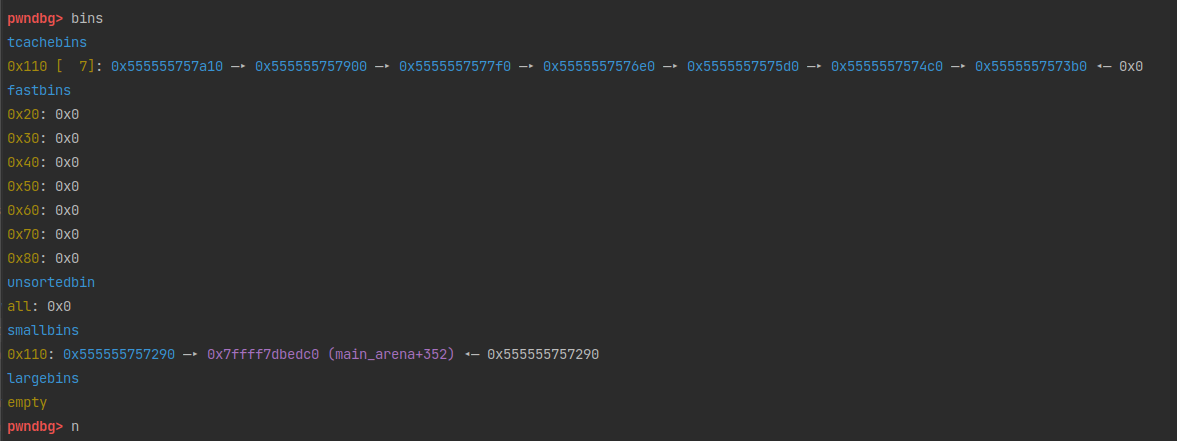 pwndbg> bins
tcachebins
0x110 [  7]: 0x555555757a10 —▸ 0x555555757900 —▸ 0x5555557577f0 —▸ 0x5555557576e0 —▸ 0x5555557575d0 —▸ 0x5555557574c0 —▸ 0x5555557573b0 ◂— 0x0
fastbins
0x20: 0x0
0x30: 0x0
0x40: 0x0
0x50: 0x0
0x60: 0x0
0x70: 0x0
0x80: 0x0
unsortedbin
all: 0x0
smallbins
0x110: 0x555555757290 —▸ 0x7ffff7dbedc0 (main_arena+352) ◂— 0x555555757290
largebins
empty
pwndbg> n